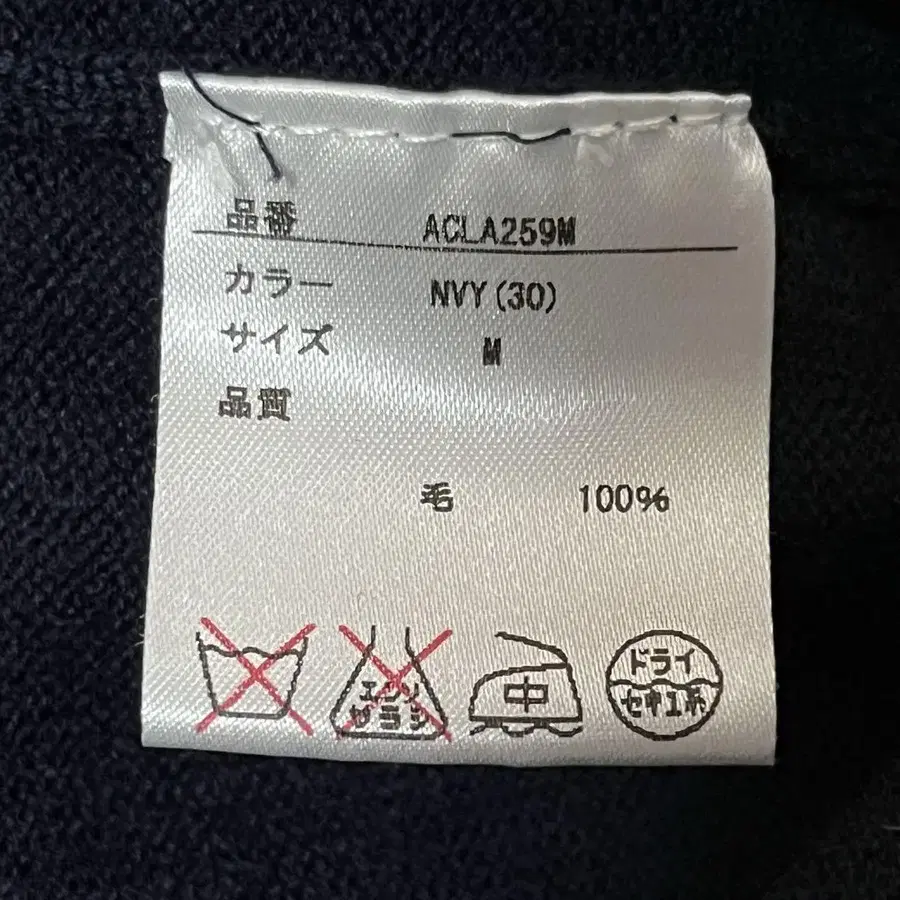 品番 ACLA259M
カラー NVY(30)
サイズ M
品質
毛 100%
エンソ
サラシ
中
ドライ
セキユ系